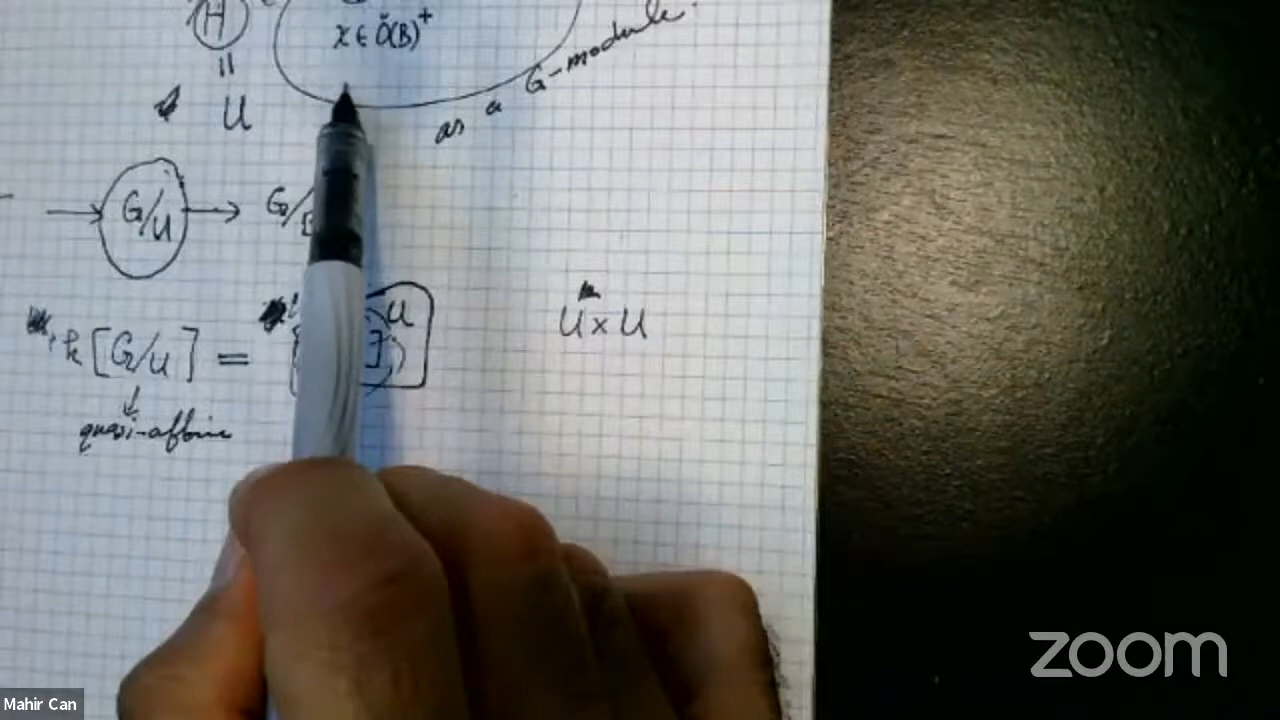 H
χ ∈ Ö(B)⁺
=
U
as a G-module.
→ G/U → G/
k[G/U] = ]ᵁ
U × U
↓
quasi-affine
zoom
Mahir Can